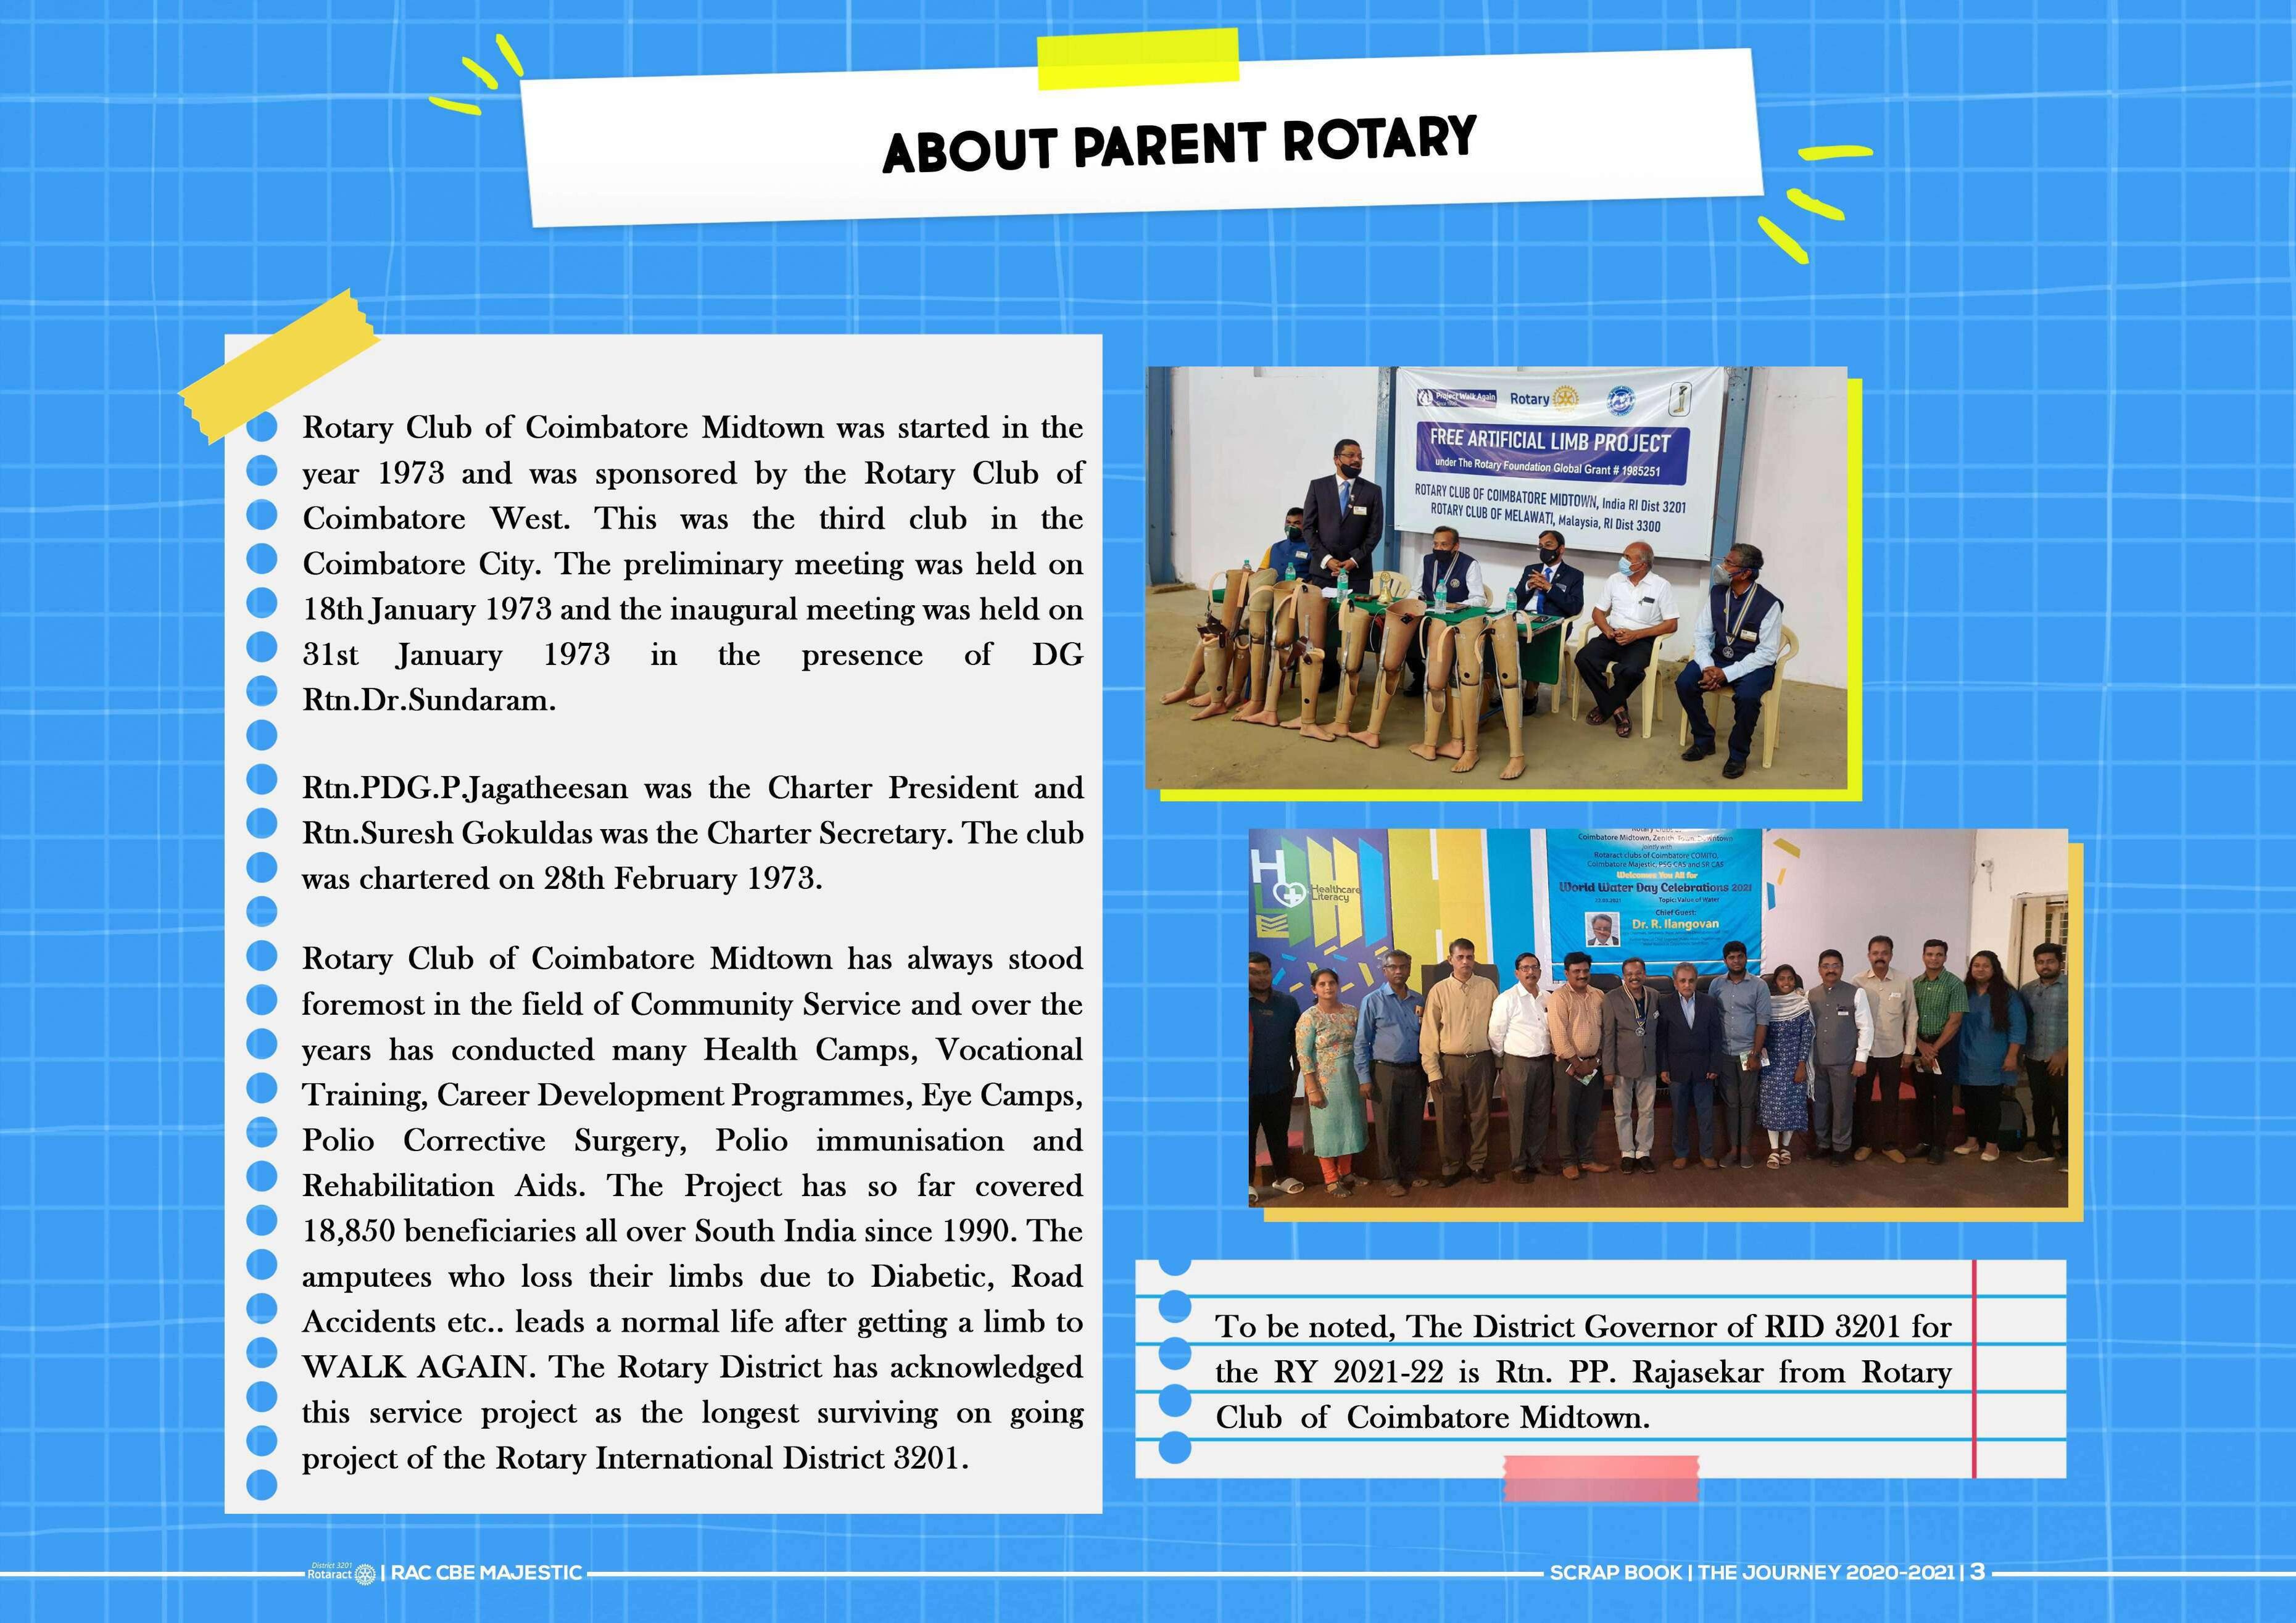 ABOUT PARENT ROTARY
Rotary Club of Coimbatore Midtown was started in the
year 1973 and was sponsored by the Rotary Club of
Coimbatore West. This was the third club in the
Coimbatore City. The preliminary meeting was held on
18th January 1973 and the inaugural meeting was held on
31st January 1973 in the presence of DG
Rtn.Dr.Sundaram.
Rtn.PDG.P.Jagatheesan was the Charter President and
Rtn.Suresh Gokuldas was the Charter Secretary. The club
was chartered on 28th February 1973.
Rotary Club of Coimbatore Midtown has always stood
foremost in the field of Community Service and over the
years has conducted many Health Camps, Vocational
Training, Career Development Programmes, Eye Camps,
Polio Corrective Surgery, Polio immunisation and
Rehabilitation Aids. The Project has so far covered
18,850 beneficiaries all over South India since 1990. The
amputees who loss their limbs due to Diabetic, Road
Accidents etc.. leads a normal life after getting a limb to
WALK AGAIN. The Rotary District has acknowledged
this service project as the longest surviving on going
project of the Rotary International District 3201.
Project Walk Again
Rotary
FREE ARTIFICIAL LIMB PROJECT
under The Rotary Foundation Global Grant # 1985251
ROTARY CLUB OF COIMBATORE MIDTOWN, India RI Dist 3201
ROTARY CLUB OF MELAWATI, Malaysia, RI Dist 3300
Healthcare
Literacy
Coimbatore Midtown, Zenith, Town, Downtown
jointly with
Rotaract clubs of Coimbatore COMITO,
Coimbatore Majestic, PSG CAS and SR CAS
Welcomes You All for
World Water Day Celebrations 2021
Topic: Value of Water
Chief Guest:
Dr. R. Ilangovan
To be noted, The District Governor of RID 3201 for
the RY 2021-22 is Rtn. PP. Rajasekar from Rotary
Club of Coimbatore Midtown.
District 3201
Rotaract | RAC CBE MAJESTIC
SCRAP BOOK | THE JOURNEY 2020-2021 | 3